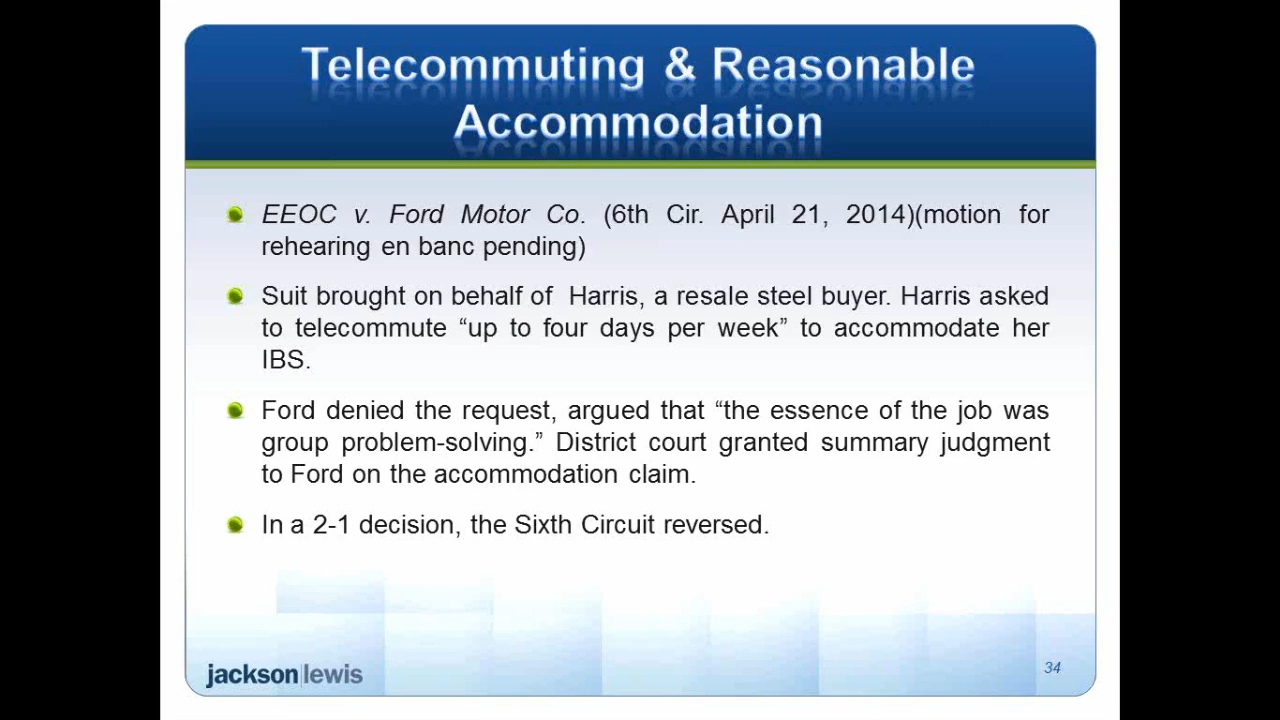 Telecommuting & Reasonable
Accommodation
EEOC v. Ford Motor Co. (6th Cir. April 21, 2014)(motion for
rehearing en banc pending)
Suit brought on behalf of Harris, a resale steel buyer. Harris asked
to telecommute “up to four days per week” to accommodate her
IBS.
Ford denied the request, argued that “the essence of the job was
group problem-solving.” District court granted summary judgment
to Ford on the accommodation claim.
In a 2-1 decision, the Sixth Circuit reversed.
jackson|lewis
34